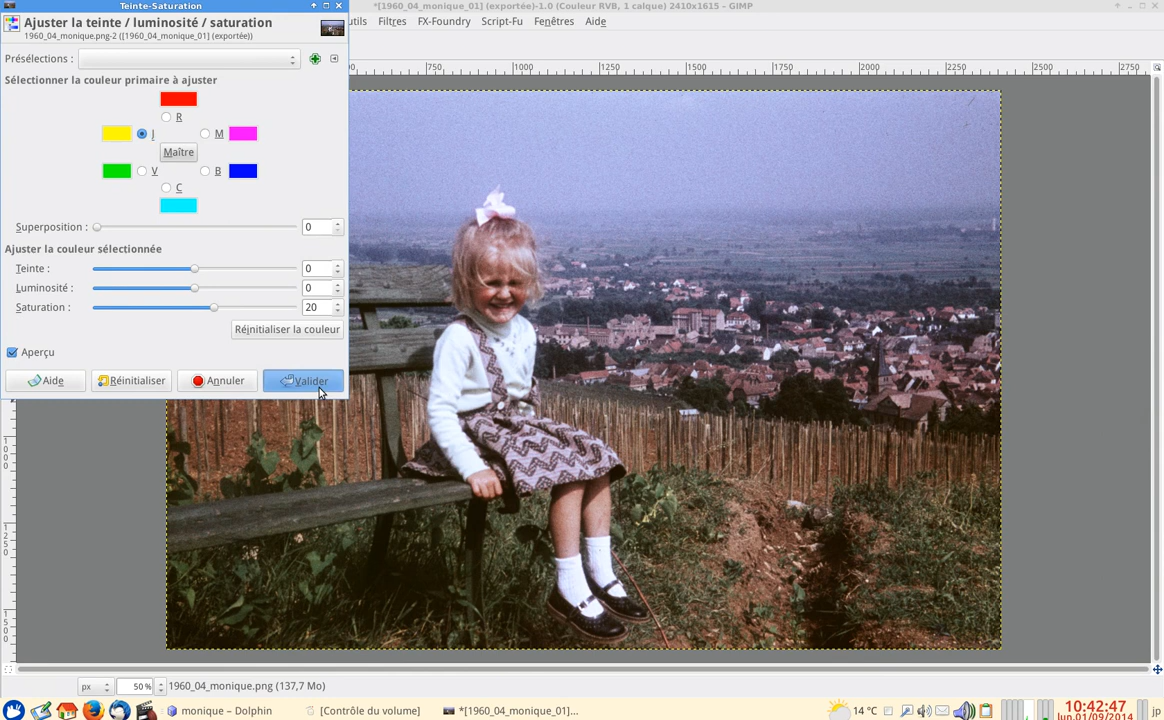 Teinte-Saturation
*[1960_04_monique_01] (exportée)-1.0 (Couleur RVB, 1 calque) 2410x1615 – GIMP
Ajuster la teinte / luminosité / saturation
1960_04_monique.png-2 ([1960_04_monique_01] (exportée))
Filtres FX-Foundry Script-Fu Fenêtres Aide
Présélections :
750 1000 1250 1500 1750 2000 2250 2500 2750
Sélectionner la couleur primaire à ajuster
R
J M
Maître
V B
C
Superposition : 0
Ajuster la couleur sélectionnée
Teinte : 0
Luminosité : 0
Saturation : 20
Réinitialiser la couleur
Aperçu
Aide Réinitialiser Annuler Valider
1000
1250
1500
px 50 % 1960_04_monique.png (137,7 Mo)
monique – Dolphin [Contrôle du volume] *[1960_04_monique_01]... 14 °C 10:42:47 jp
lun.01/09/2014